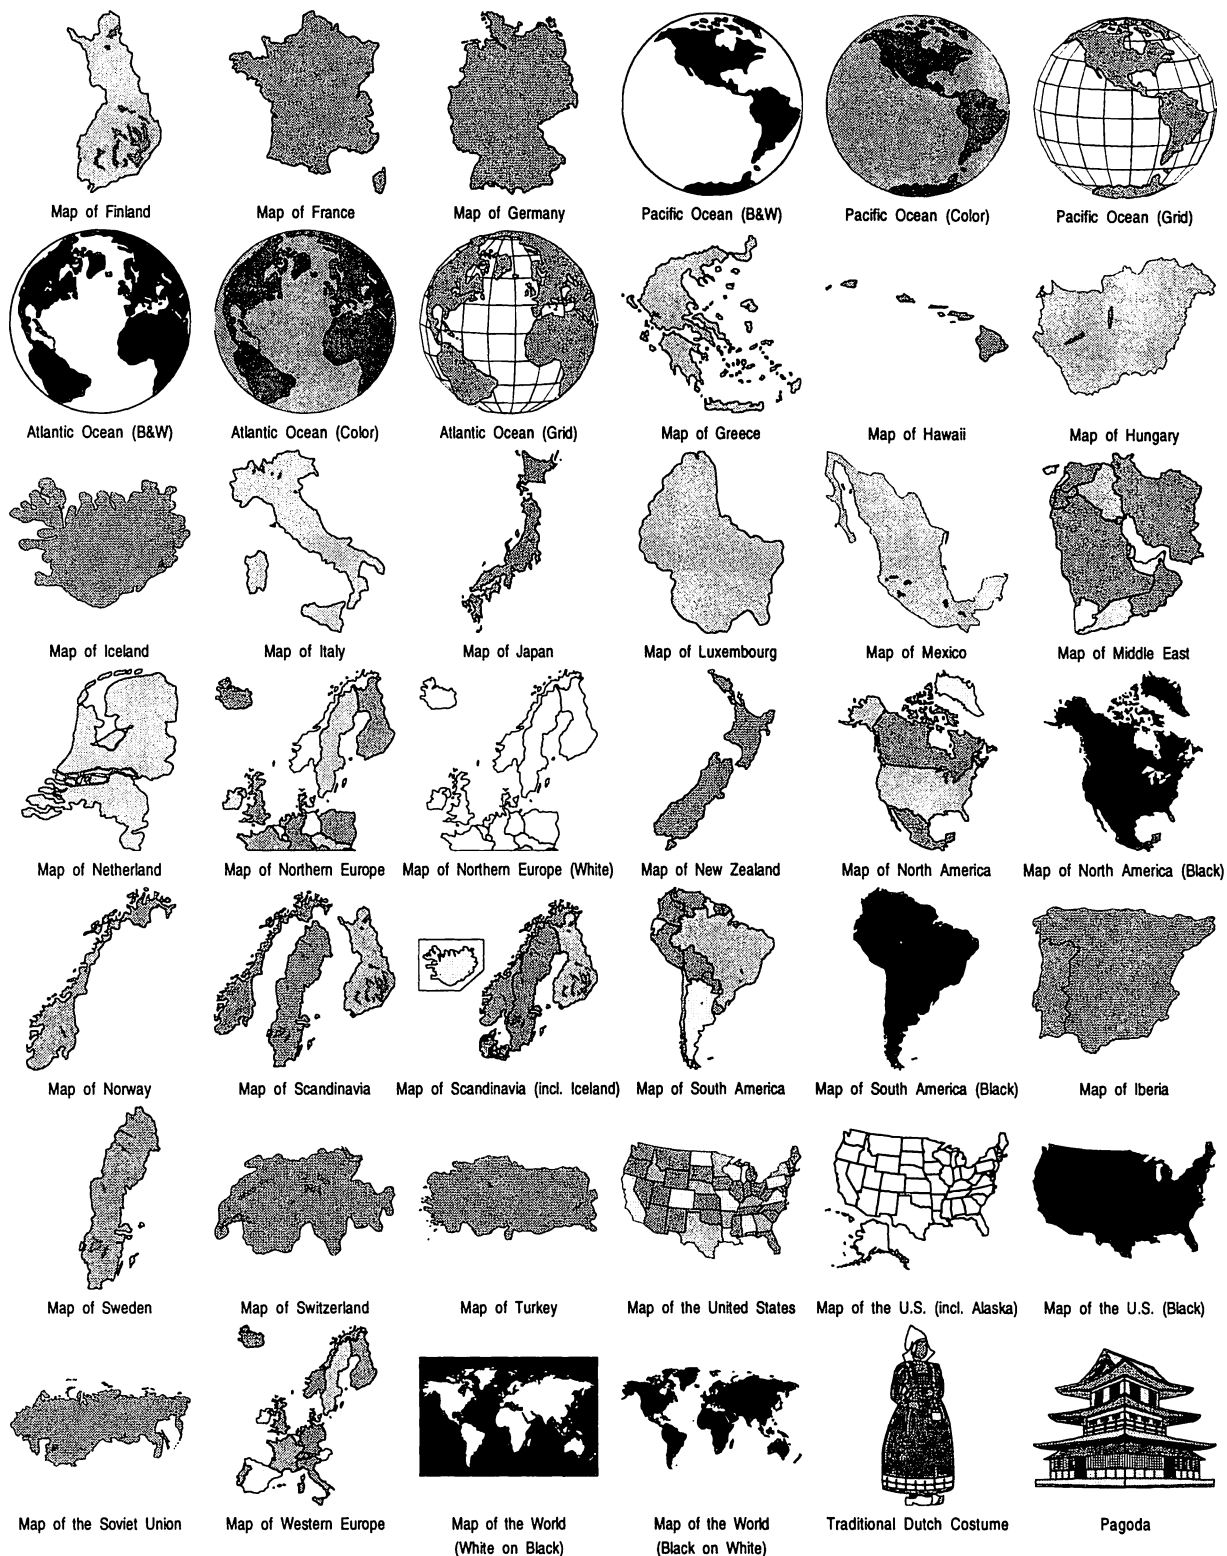 Map of Finland
Map of France
Map of Germany
Pacific Ocean (B&W)
Pacific Ocean (Color)
Pacific Ocean (Grid)
Atlantic Ocean (B&W)
Atlantic Ocean (Color)
Atlantic Ocean (Grid)
Map of Greece
Map of Hawaii
Map of Hungary
Map of Iceland
Map of Italy
Map of Japan
Map of Luxembourg
Map of Mexico
Map of Middle East
Map of Netherland
Map of Northern Europe
Map of Northern Europe (White)
Map of New Zealand
Map of North America
Map of North America (Black)
Map of Norway
Map of Scandinavia
Map of Scandinavia (incl. Iceland)
Map of South America
Map of South America (Black)
Map of Iberia
Map of Sweden
Map of Switzerland
Map of Turkey
Map of the United States
Map of the U.S. (incl. Alaska)
Map of the U.S. (Black)
Map of the Soviet Union
Map of Western Europe
Map of the World
(White on Black)
Map of the World
(Black on White)
Traditional Dutch Costume
Pagoda